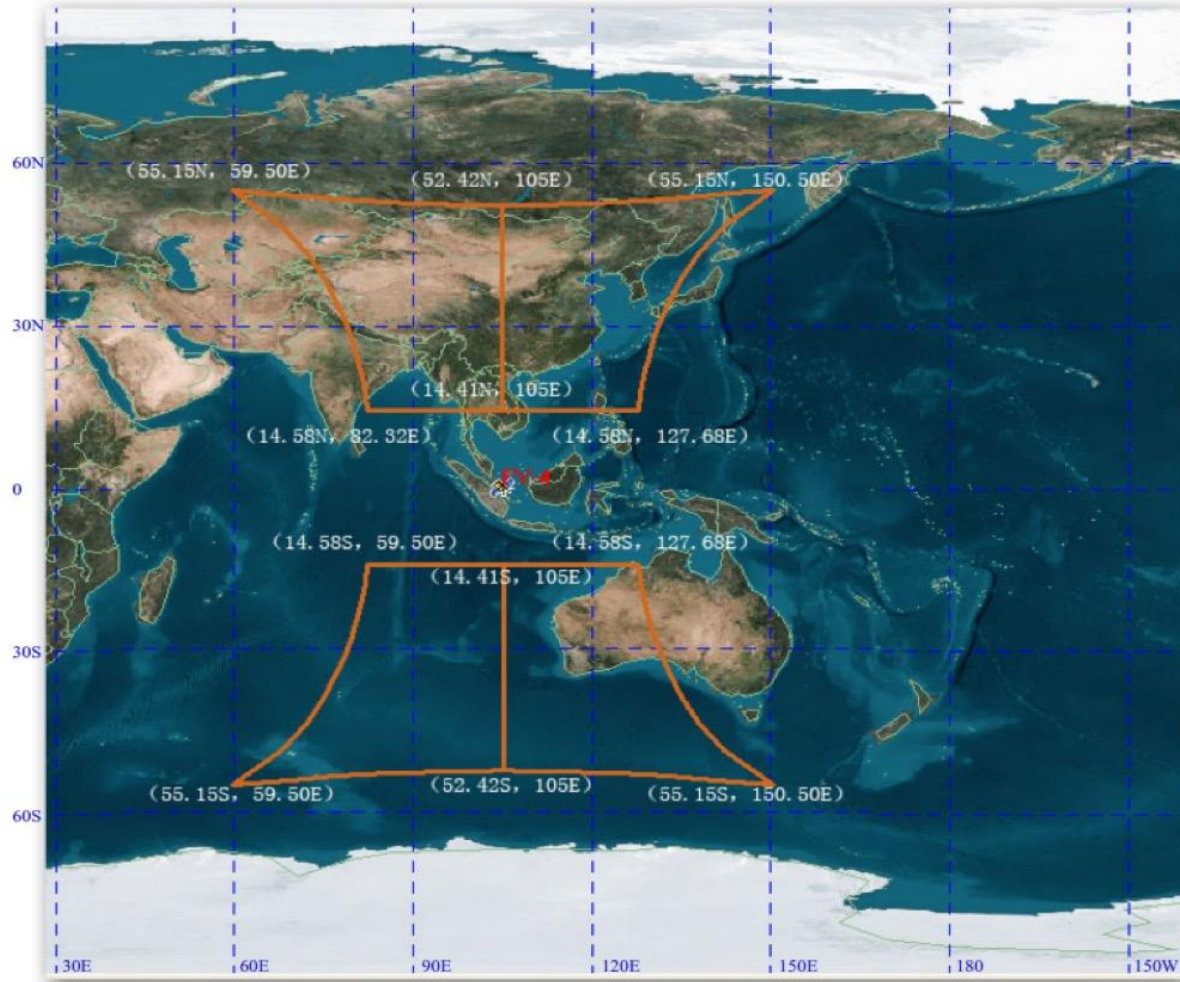 60N
（55.15N，59.50E）
（52.42N，105E）
（55.15N，150.50E）
30N
（14.41N，105E）
（14.58N，82.32E）
（14.58N，127.68E）
0
FY-4
（14.58S，59.50E）
（14.58S，127.68E）
（14.41S，105E）
30S
（52.42S，105E）
（55.15S，59.50E）
（55.15S，150.50E）
60S
30E
60E
90E
120E
150E
180
150W